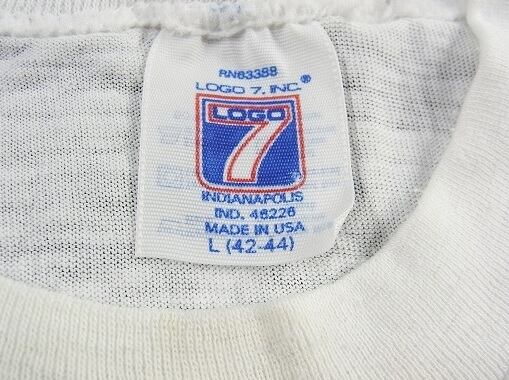 RN63388
LOGO 7, INC.®
LOGO
7
INDIANAPOLIS
IND. 46226
MADE IN USA
L (42-44)